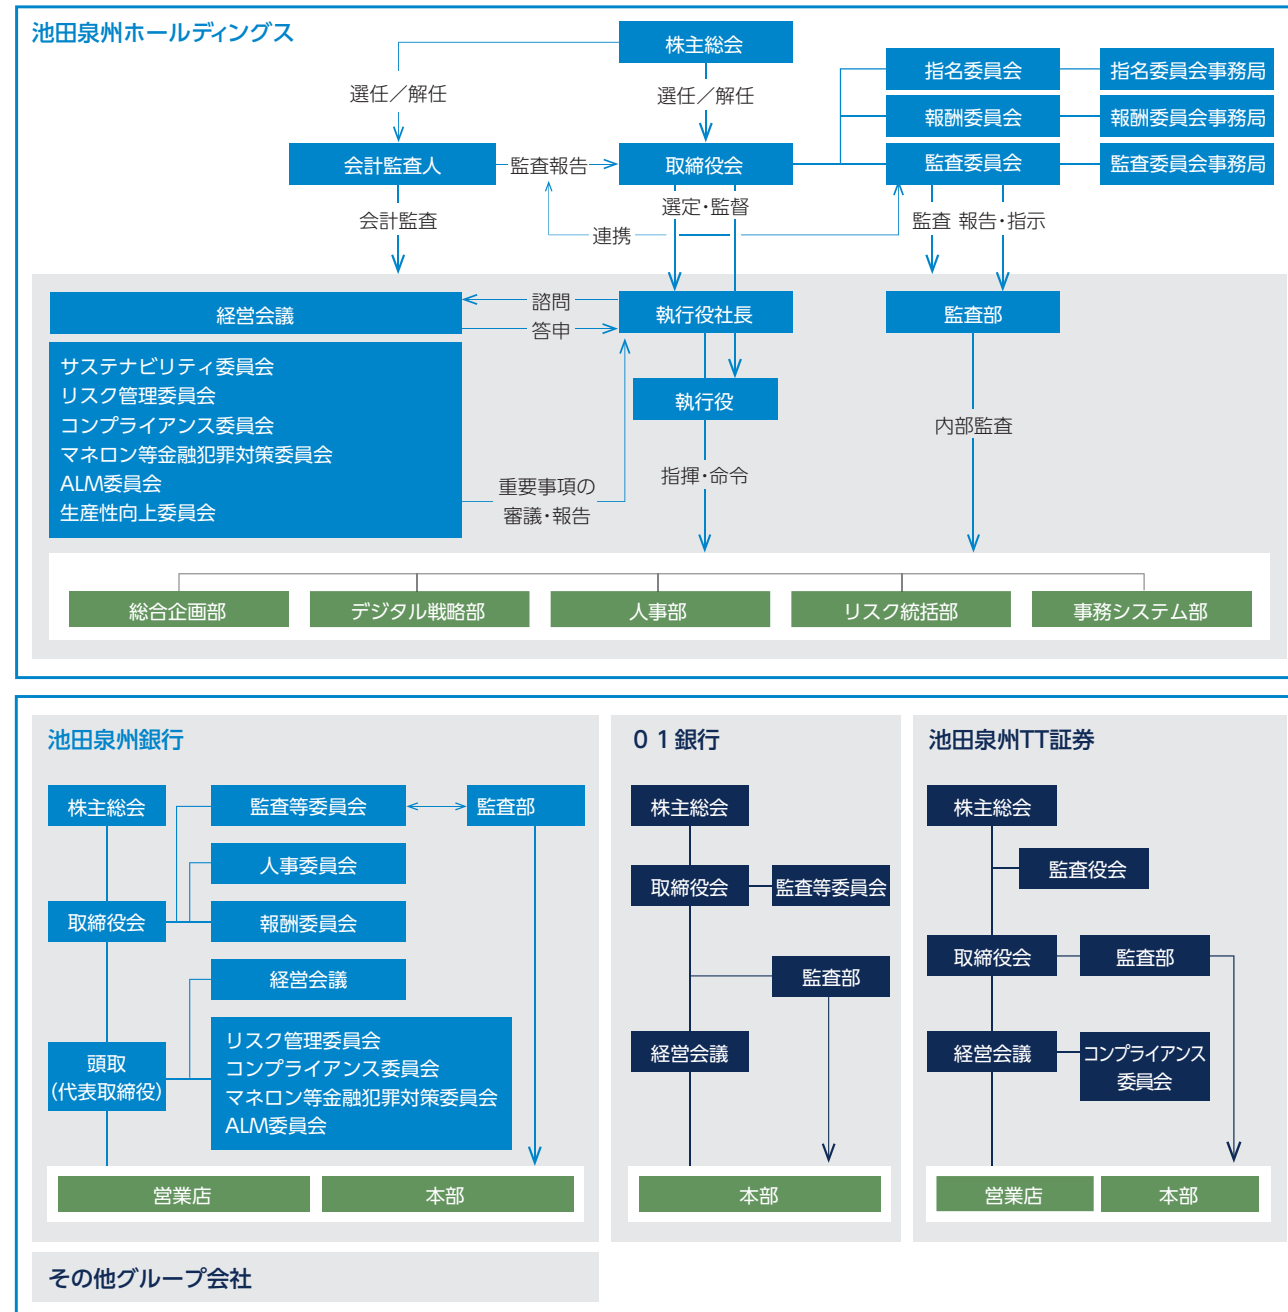 池田泉州ホールディングス
株主総会
指名委員会
指名委員会事務局
選任／解任
選任／解任
報酬委員会
報酬委員会事務局
会計監査人
監査報告
取締役会
監査委員会
監査委員会事務局
会計監査
選定・監督
連携
監査
報告・指示
経営会議
諮問
答申
執行役社長
監査部
サステナビリティ委員会
リスク管理委員会
コンプライアンス委員会
マネロン等金融犯罪対策委員会
ALM委員会
生産性向上委員会
執行役
内部監査
指揮・命令
重要事項の
審議・報告
総合企画部
デジタル戦略部
人事部
リスク統括部
事務システム部
池田泉州銀行
株主総会
監査等委員会
監査部
人事委員会
取締役会
報酬委員会
経営会議
頭取
(代表取締役)
リスク管理委員会
コンプライアンス委員会
マネロン等金融犯罪対策委員会
ALM委員会
営業店
本部
０１銀行
株主総会
取締役会
監査等委員会
監査部
経営会議
本部
池田泉州TT証券
株主総会
監査役会
取締役会
監査部
経営会議
コンプライアンス
委員会
営業店
本部
その他グループ会社